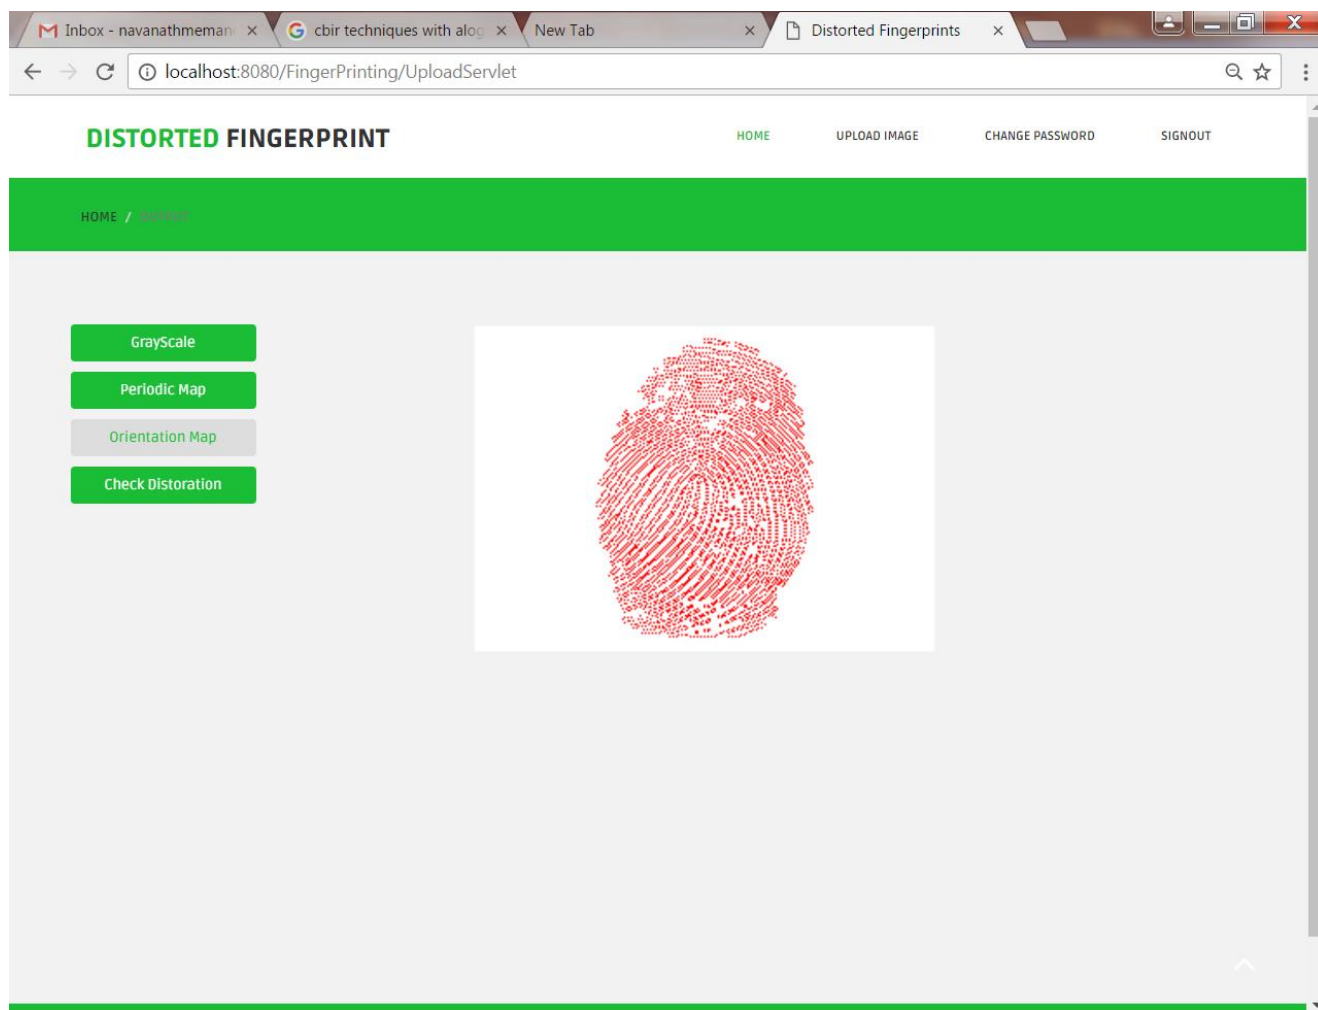 Inbox - navanathmeman
cbir techniques with alog
New Tab
Distorted Fingerprints
localhost:8080/FingerPrinting/UploadServlet
DISTORTED FINGERPRINT
HOME
UPLOAD IMAGE
CHANGE PASSWORD
SIGNOUT
HOME / OUTPUT
GrayScale
Periodic Map
Orientation Map
Check Distoration